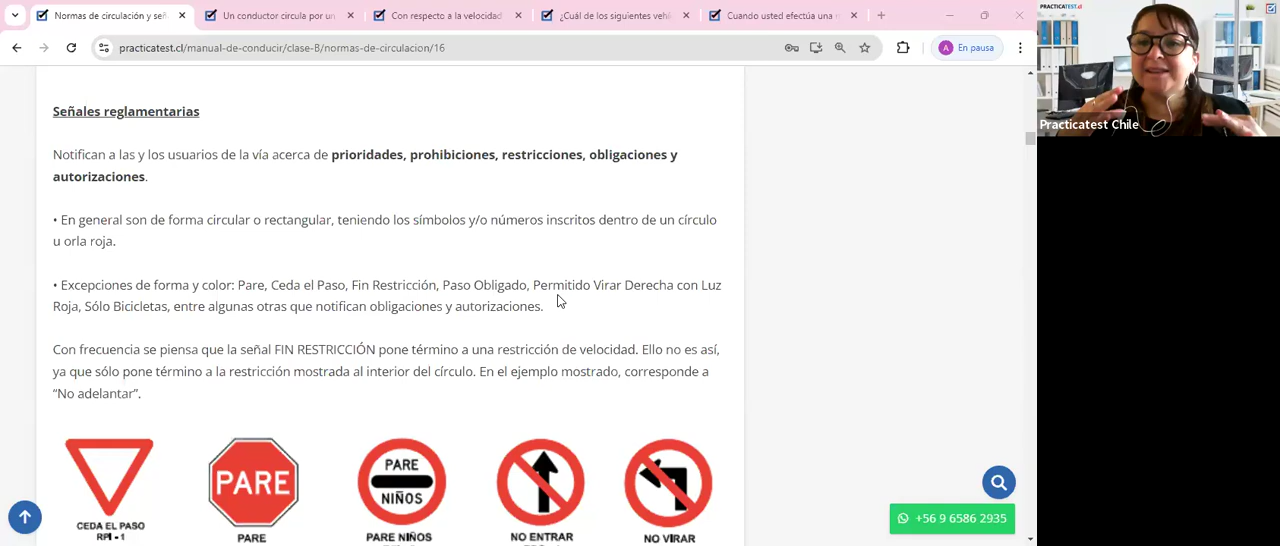 Normas de circulación y señ
Un conductor circula por un
Con respecto a la velocidad
¿Cuál de los siguientes vehí
Cuando usted efectúa una
practicatest.cl/manual-de-conducir/clase-B/normas-de-circulacion/16
A
En pausa
PRACTICATEST.cl
Practicatest Chile
Señales reglamentarias
Notifican a las y los usuarios de la vía acerca de prioridades, prohibiciones, restricciones, obligaciones y
autorizaciones.
• En general son de forma circular o rectangular, teniendo los símbolos y/o números inscritos dentro de un círculo
u orla roja.
• Excepciones de forma y color: Pare, Ceda el Paso, Fin Restricción, Paso Obligado, Permitido Virar Derecha con Luz
Roja, Sólo Bicicletas, entre algunas otras que notifican obligaciones y autorizaciones.
Con frecuencia se piensa que la señal FIN RESTRICCIÓN pone término a una restricción de velocidad. Ello no es así,
ya que sólo pone término a la restricción mostrada al interior del círculo. En el ejemplo mostrado, corresponde a
“No adelantar”.
PARE
PARE
NIÑOS
CEDA EL PASO
RPI - 1
PARE
PARE NIÑOS
NO ENTRAR
NO VIRAR
+56 9 6586 2935